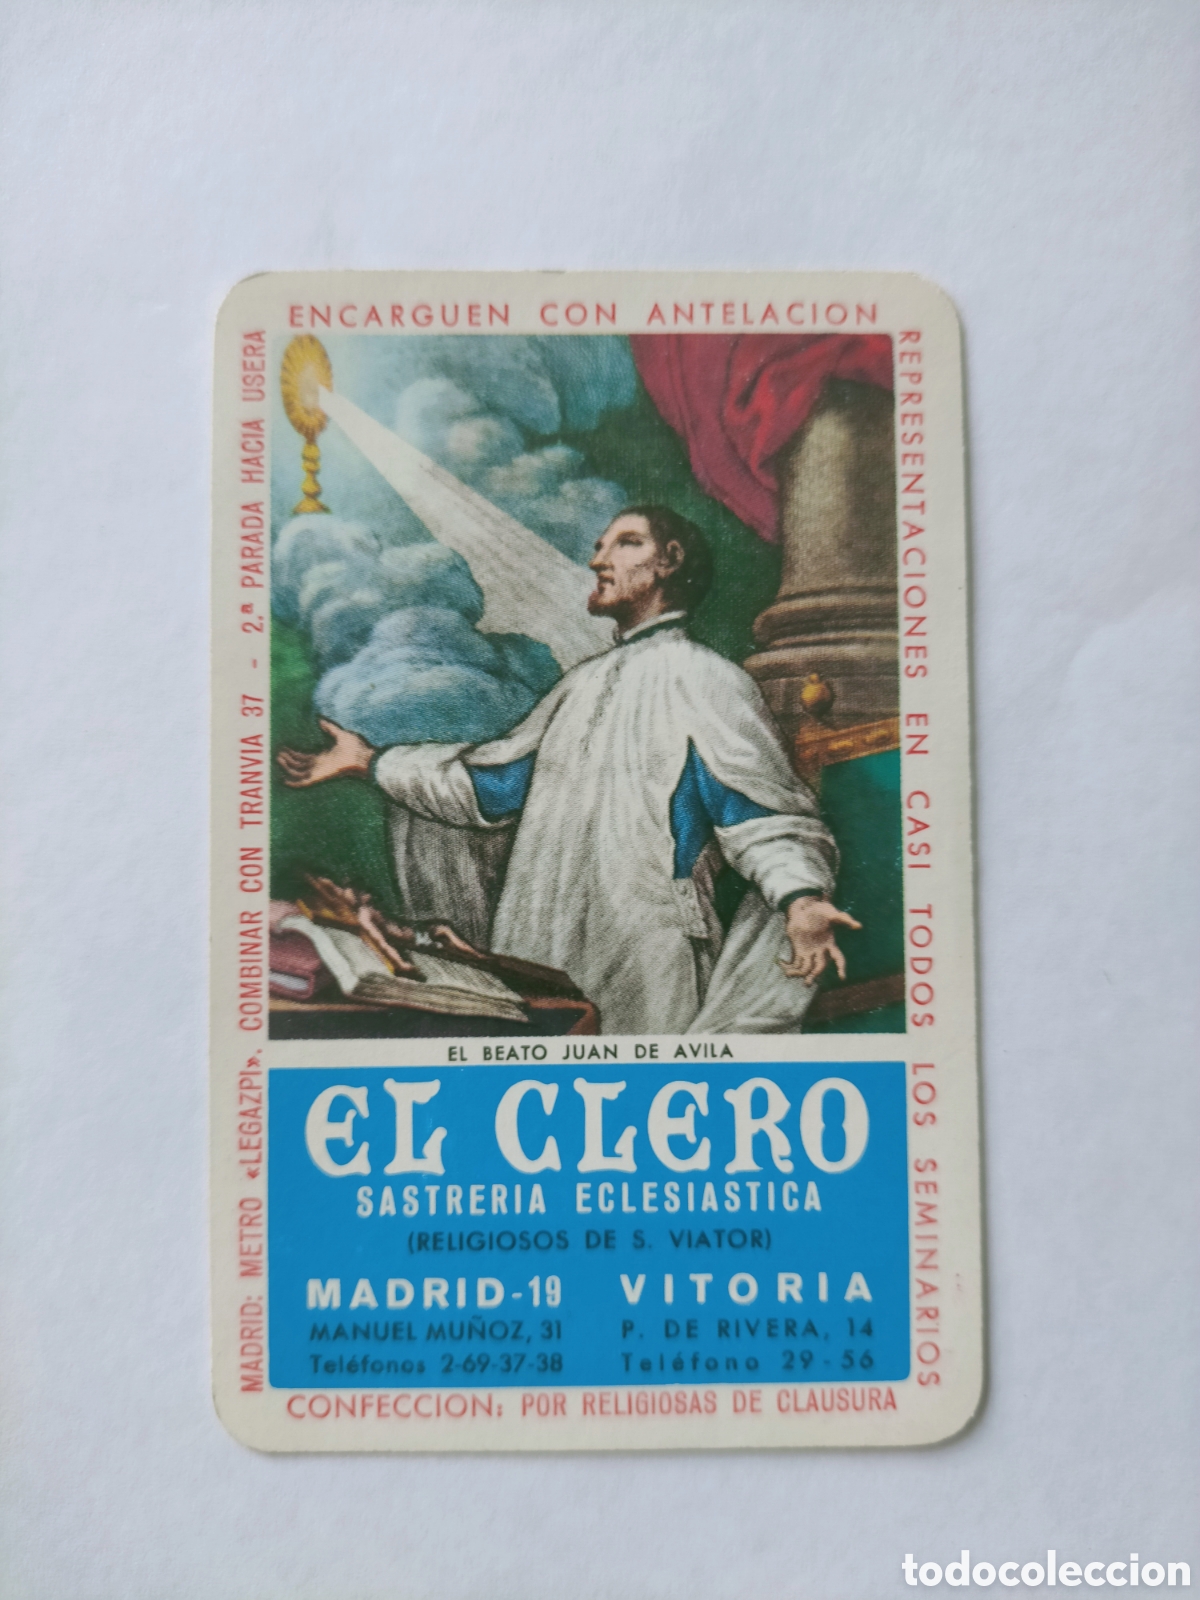 ENCARGUEN CON ANTELACION
MADRID: METRO «LEGAZPI», COMBINAR CON TRANVIA 37 - 2.ª PARADA HACIA USERA
REPRESENTACIONES EN CASI TODOS LOS SEMINARIOS
EL BEATO JUAN DE AVILA
EL CLERO
SASTRERIA ECLESIASTICA
(RELIGIOSOS DE S. VIATOR)
MADRID-19
MANUEL MUÑOZ, 31
Teléfonos 2-69-37-38
VITORIA
P. DE RIVERA, 14
Teléfono 29-56
CONFECCION: POR RELIGIOSAS DE CLAUSURA
todocoleccion